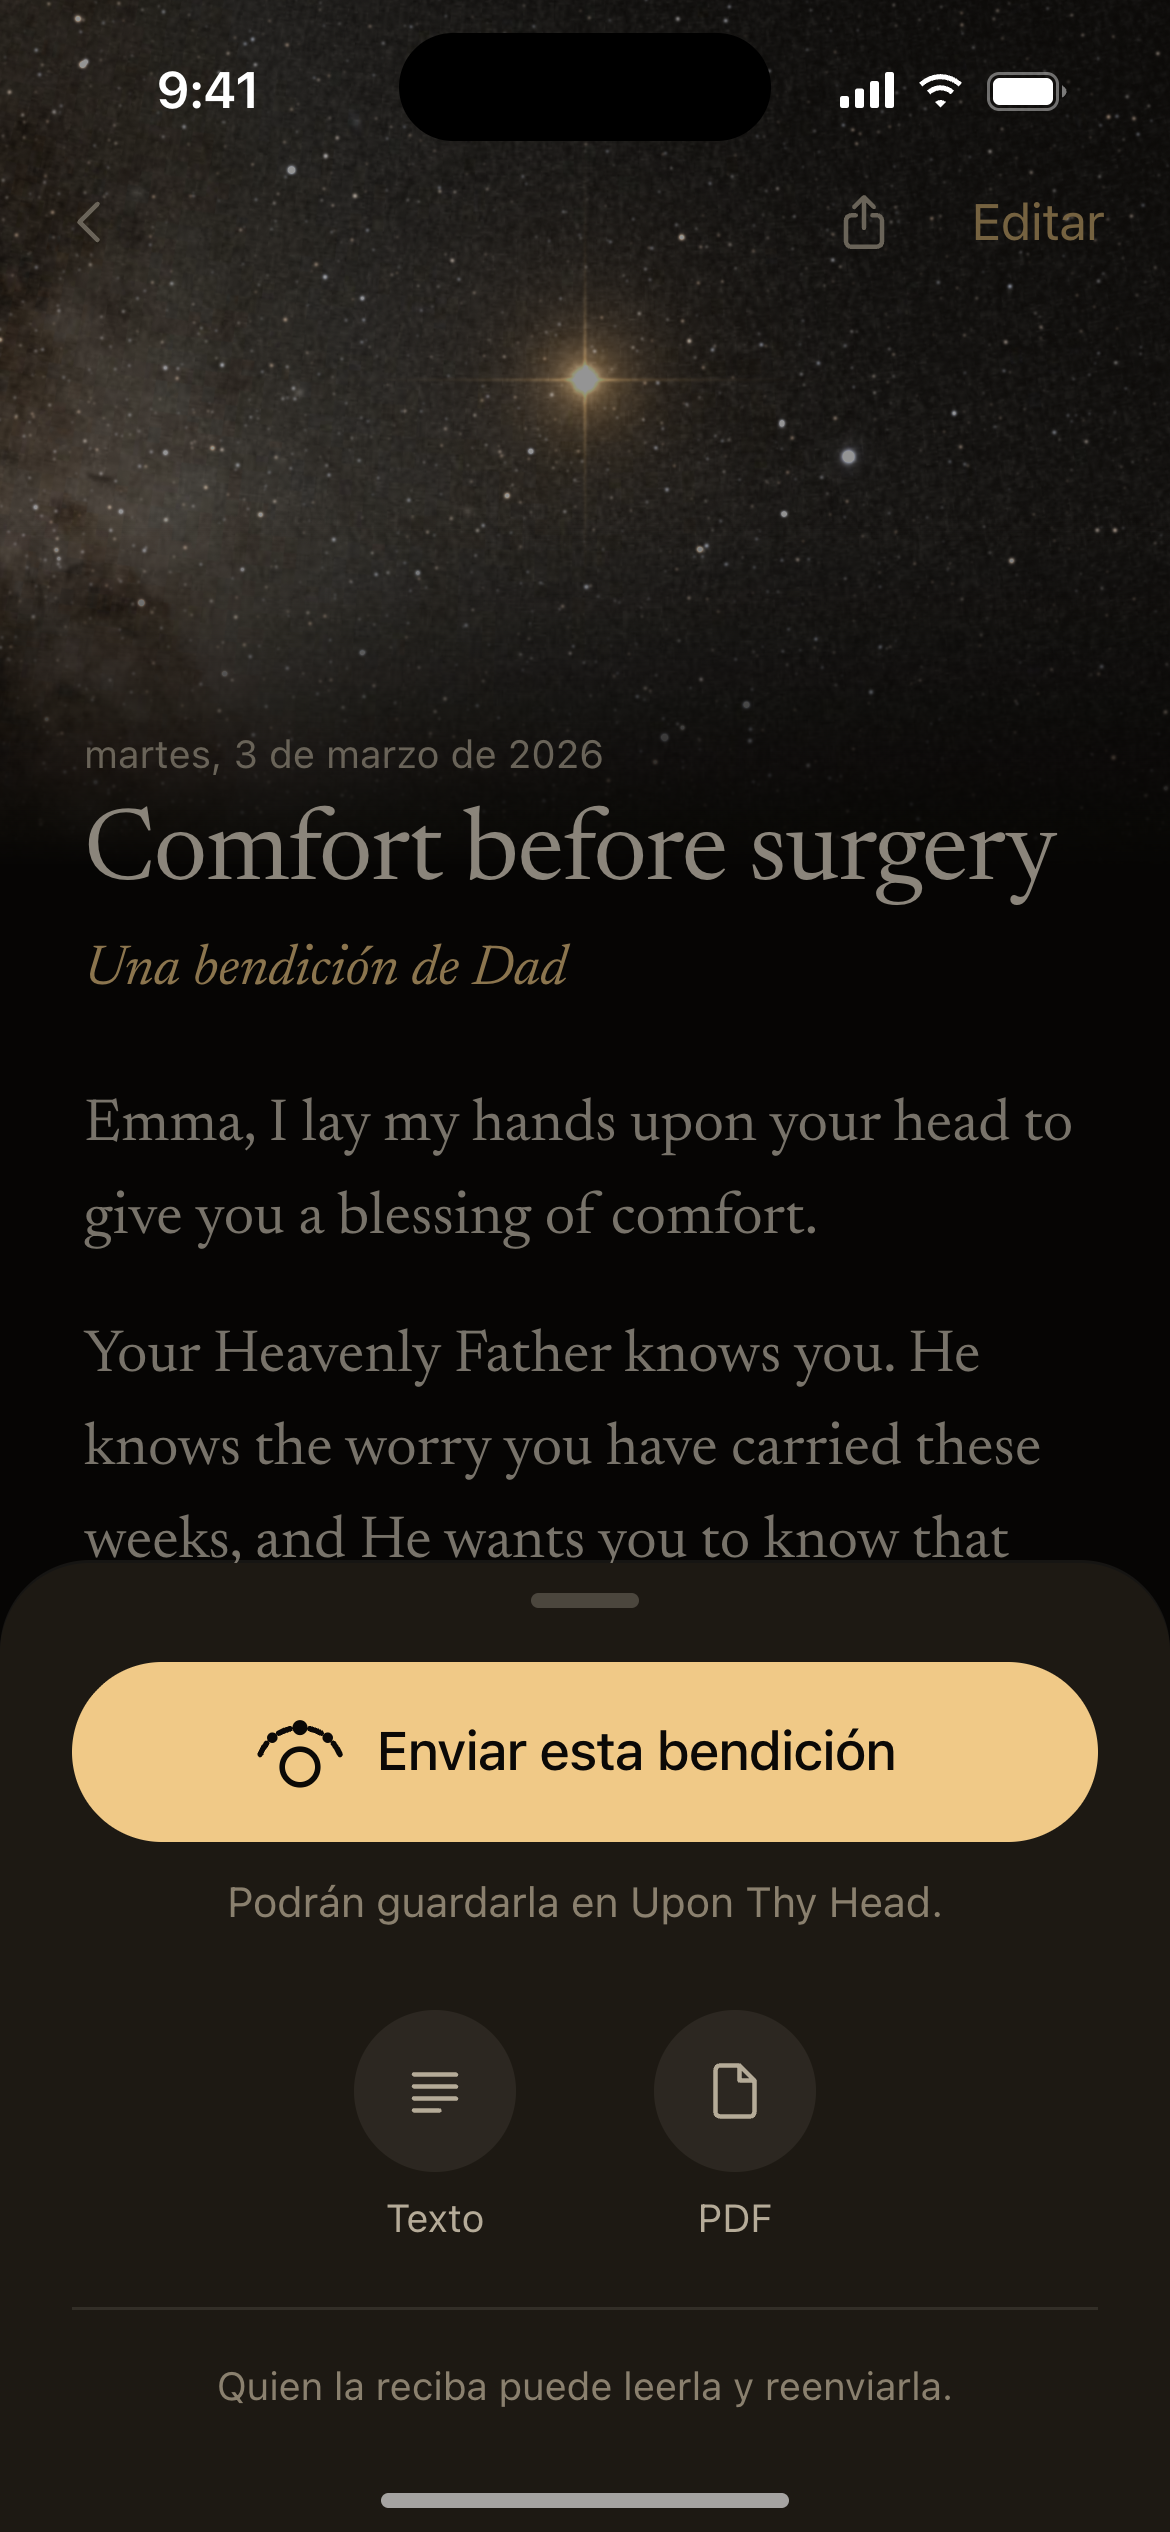 9:41
Editar
martes, 3 de marzo de 2026
Comfort before surgery
Una bendición de Dad
Emma, I lay my hands upon your head to
give you a blessing of comfort.
Your Heavenly Father knows you. He
knows the worry you have carried these
weeks, and He wants you to know that
Enviar esta bendición
Podrán guardarla en Upon Thy Head.
Texto
PDF
Quien la reciba puede leerla y reenviarla.